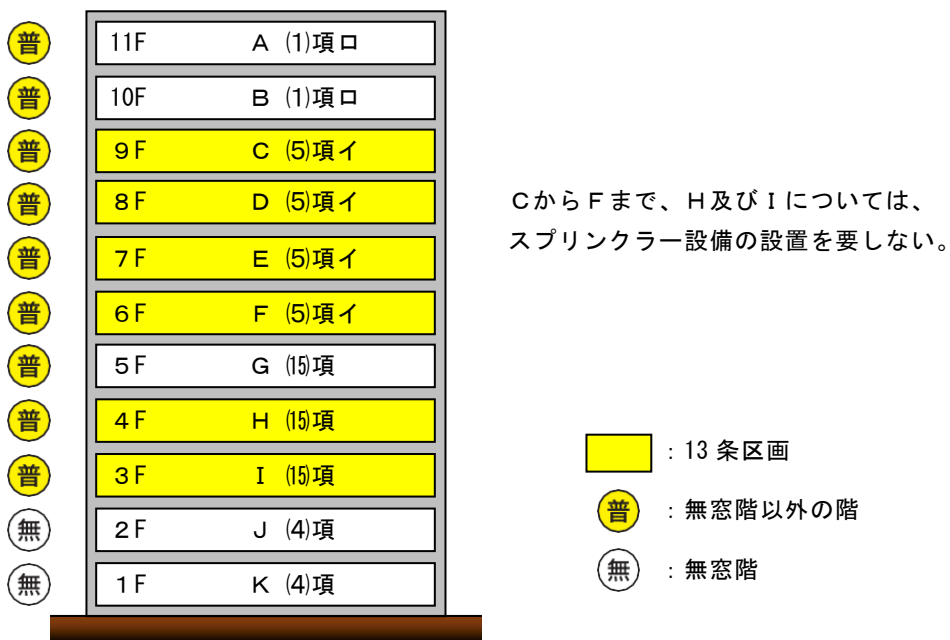 普 11F A (1)項ロ
普 10F B (1)項ロ
普 9F C (5)項イ
普 8F D (5)項イ
普 7F E (5)項イ
普 6F F (5)項イ
普 5F G (15)項
普 4F H (15)項
普 3F I (15)項
無 2F J (4)項
無 1F K (4)項
CからFまで、H及びIについては、
スプリンクラー設備の設置を要しない。
：13条区画
普 ：無窓階以外の階
無 ：無窓階